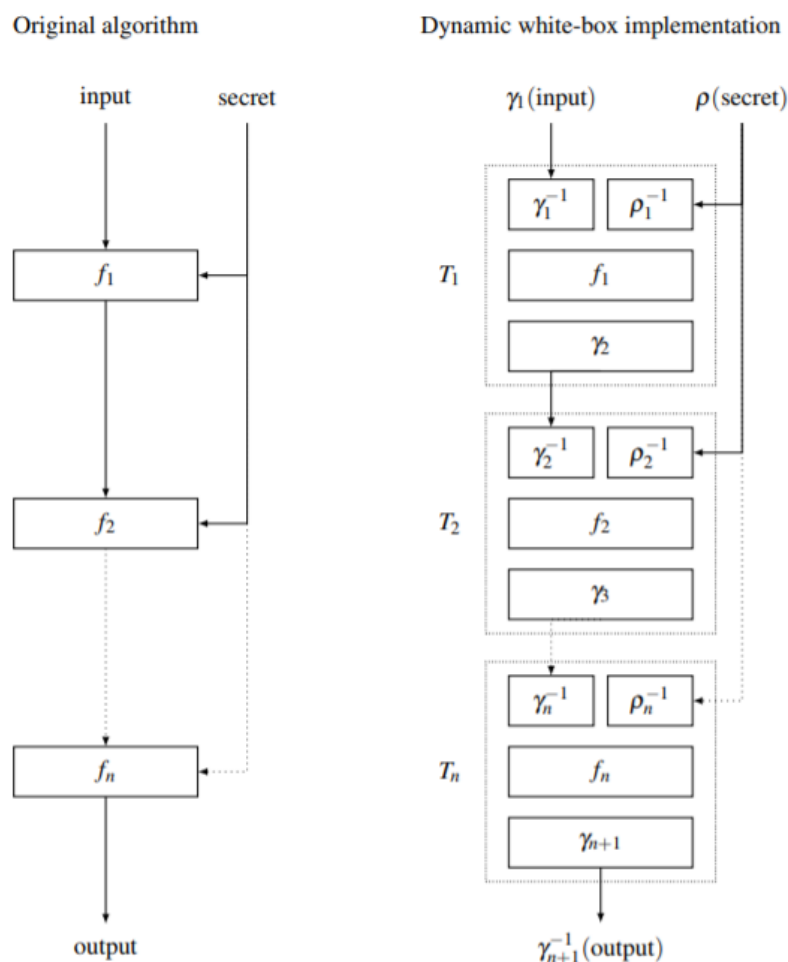 Original algorithm
Dynamic white-box implementation
input
secret
γ₁(input)
ρ(secret)
γ₁⁻¹
ρ₁⁻¹
f₁
T₁
f₁
γ₂
γ₂⁻¹
ρ₂⁻¹
f₂
T₂
f₂
γ₃
γₙ⁻¹
ρₙ⁻¹
fₙ
Tₙ
fₙ
γₙ₊₁
output
γₙ₊₁⁻¹(output)